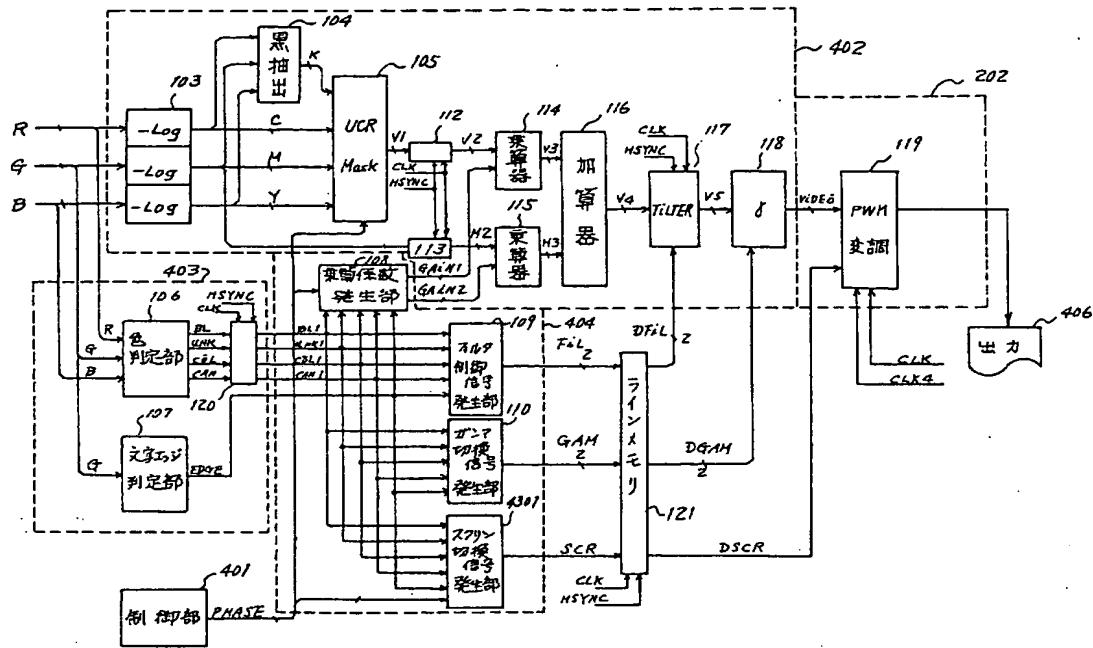 104
402
黒抽出
K
105
202
103
R
-Log
C
UCR
Mask
V1
112
V2
114
乗算器
V3
116
加算器
CLK
HSYNC
117
118
119
G
-Log
M
CLK
HSYNC
V4
TiLTER
V5
γ
ViDEO
PWM
変調
B
-Log
Y
115
乗算器
113
M2
M3
403
108
乗算係数
発生部
GAIN1
GAIN2
HSYNC
CLK
106
R
G
B
色
判定部
BL
UNK
COL
CAN
120
BL1
UNK1
COL1
CAN1
109
フィルタ
制御
信号
発生部
404
FiL
2
DFiL
2
406
出力
CLK
CLK4
107
G
文字エッジ
判定部
EDGE
110
ガンマ
切換
信号
発生部
GAM
2
ラインメモリ
DGAM
2
121
4301
スクリン
切換
信号
発生部
SCR
DSCR
CLK
HSYNC
401
制御部
PHASE